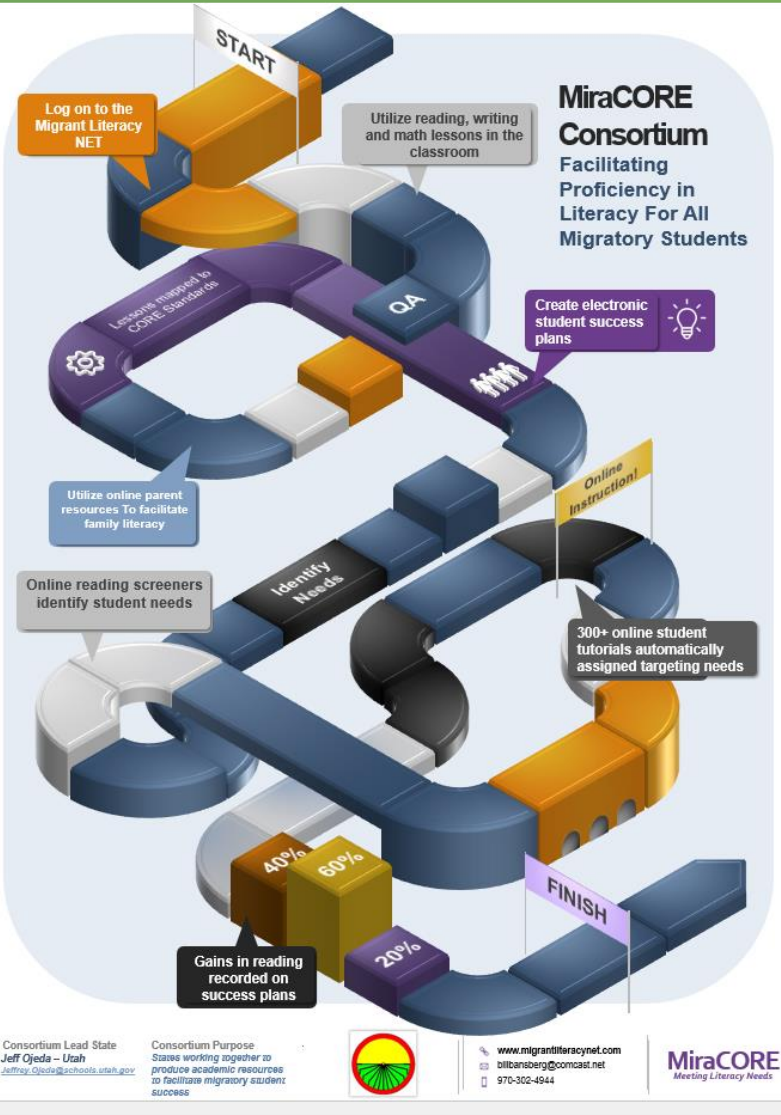 START
Log on to the
Migrant Literacy
NET
Utilize reading, writing
and math lessons in the
classroom
MiraCORE
Consortium
Facilitating
Proficiency in
Literacy For All
Migratory Students
Lessons mapped to
CORE Standards
QA
Create electronic
student success
plans
Online
Instruction!
Utilize online parent
resources To facilitate
family literacy
Identify
Needs
Online reading screeners
identify student needs
300+ online student
tutorials automatically
assigned targeting needs
40%
60%
20%
FINISH
Gains in reading
recorded on
success plans
Consortium Lead State
Jeff Ojeda – Utah
Jeffrey.Ojeda@schools.utah.gov
Consortium Purpose
States working together to
produce academic resources
to facilitate migratory student
success
www.migrantliteracynet.com
billbansberg@comcast.net
970-302-4944
MiraCORE
Meeting Literacy Needs